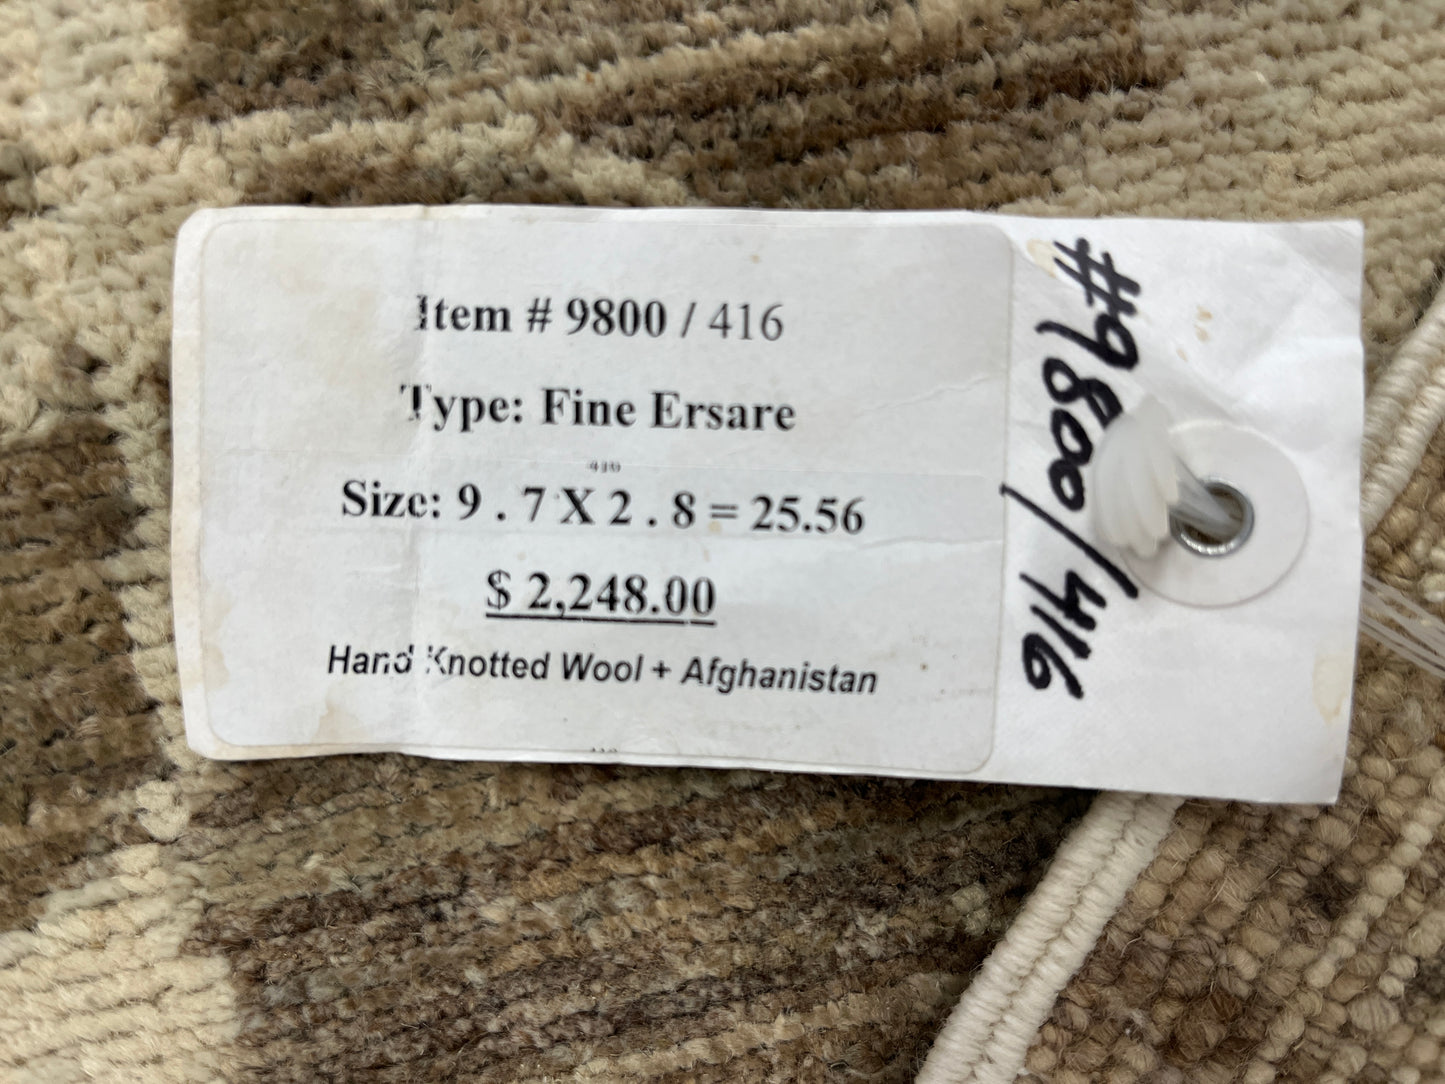 Item # 9800 / 416
Type: Fine Ersare
410
Size: 9 . 7 X 2 . 8 = 25.56
$ 2,248.00
Hand Knotted Wool + Afghanistan
#9800/416